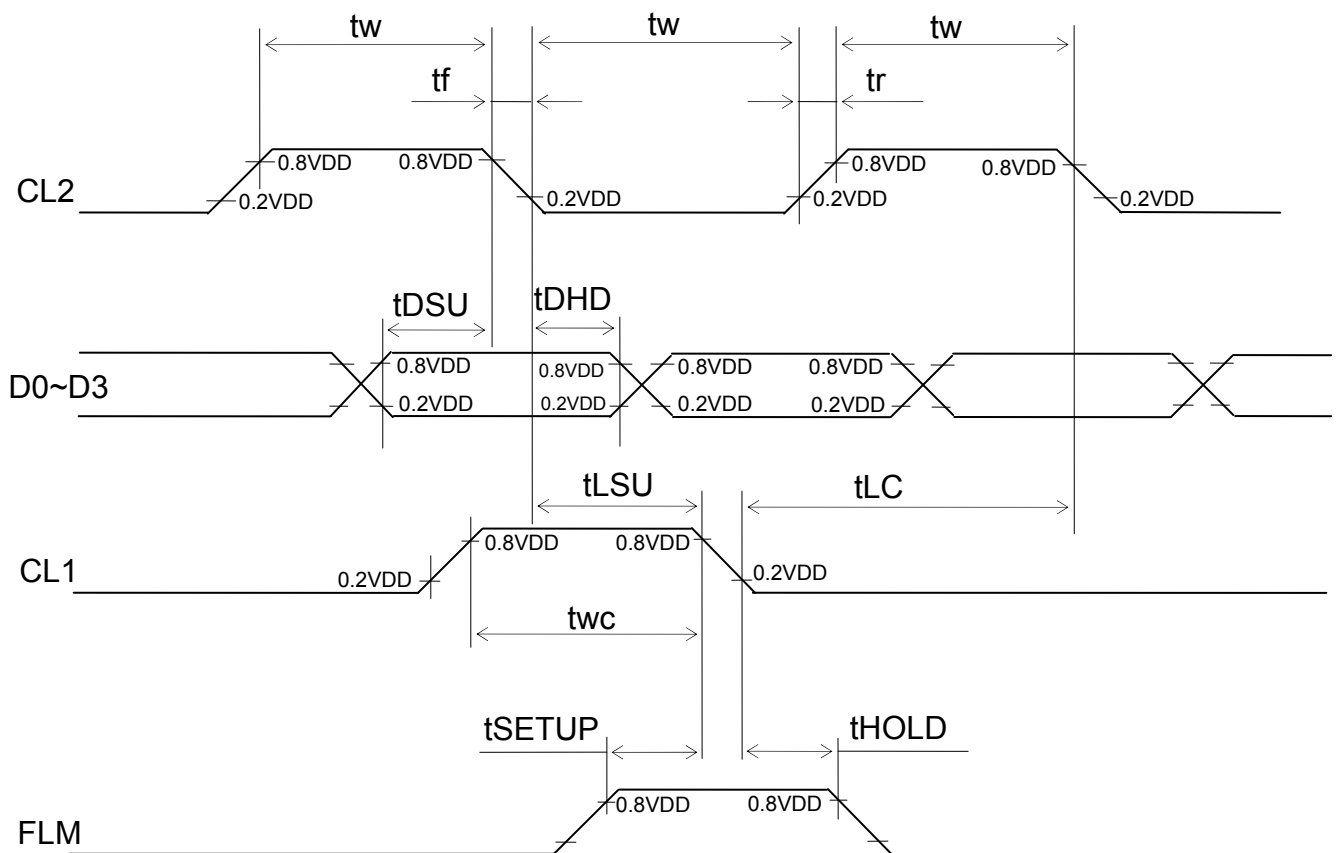 tw tw tw
tf tr
0.8VDD 0.8VDD 0.8VDD 0.8VDD
CL2
0.2VDD 0.2VDD 0.2VDD 0.2VDD
tDSU tDHD
0.8VDD 0.8VDD 0.8VDD 0.8VDD
D0~D3
0.2VDD 0.2VDD 0.2VDD 0.2VDD
tLSU tLC
0.8VDD 0.8VDD
CL1
0.2VDD 0.2VDD
twc
tSETUP tHOLD
0.8VDD 0.8VDD
FLM